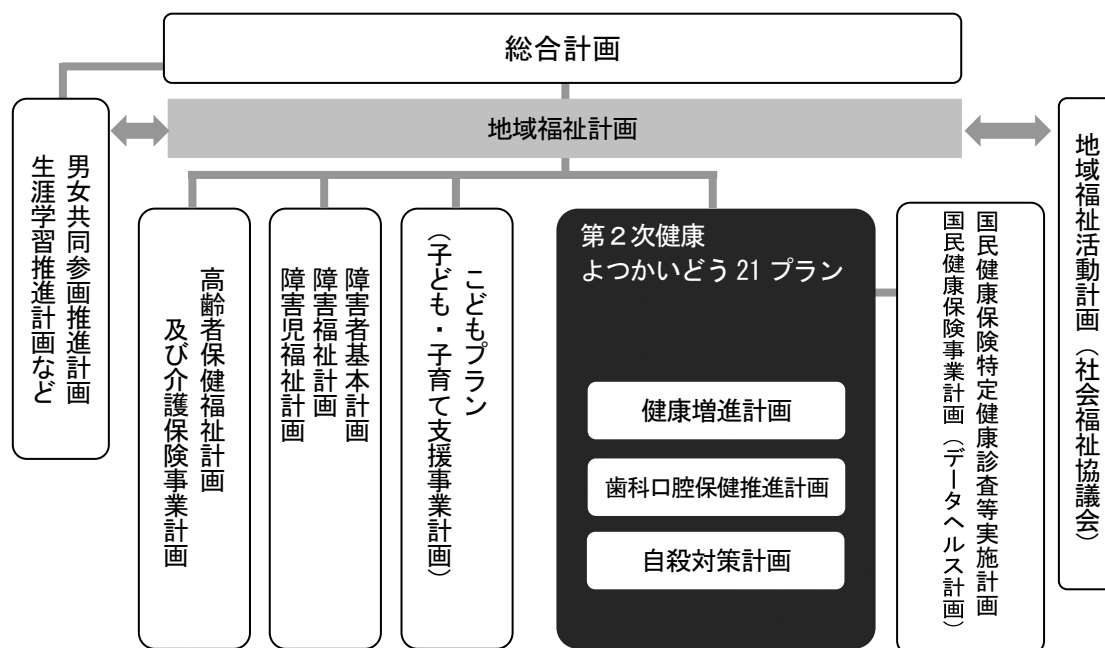 総合計画
地域福祉計画
男女共同参画推進計画
生涯学習推進計画など
高齢者保健福祉計画
及び介護保険事業計画
障害者基本計画
障害福祉計画
障害児福祉計画
こどもプラン
（子ども・子育て支援事業計画）
第２次健康
よつかいどう 21 プラン
健康増進計画
歯科口腔保健推進計画
自殺対策計画
国民健康保険特定健康診査等実施計画
国民健康保険事業計画（データヘルス計画）
地域福祉活動計画（社会福祉協議会）